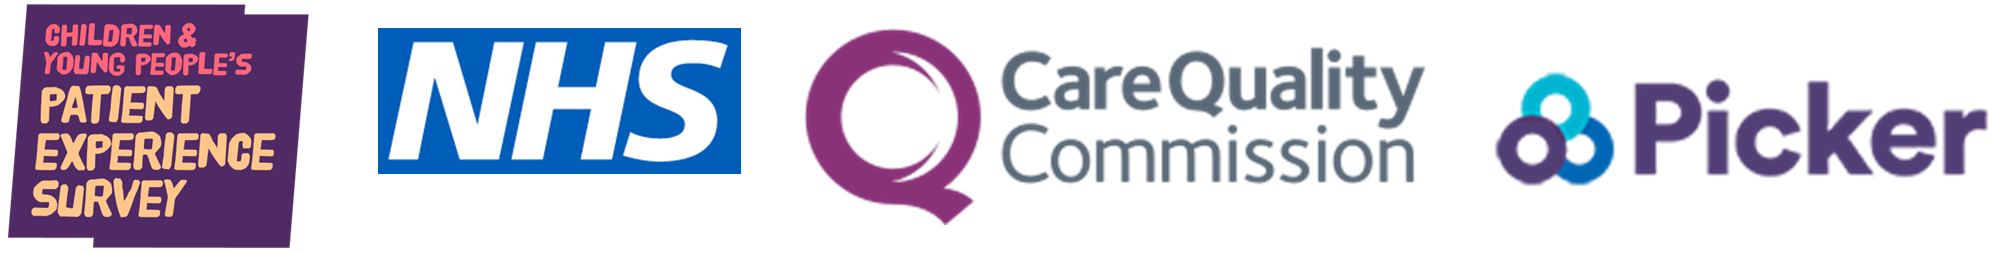 CHILDREN &
YOUNG PEOPLE'S
PATIENT
EXPERIENCE
SURVEY
NHS
CareQuality
Commission
Picker